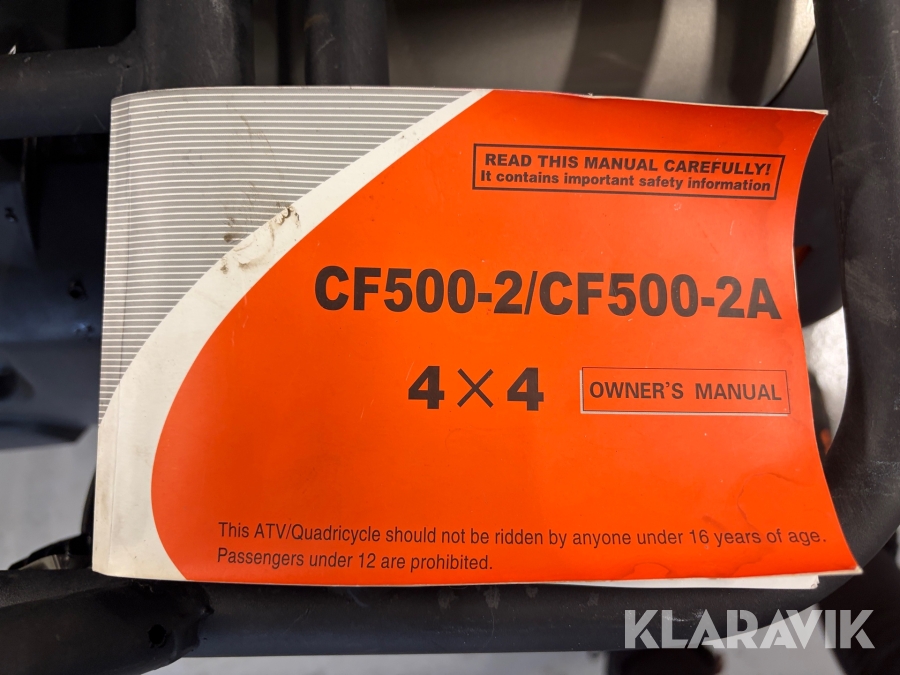 READ THIS MANUAL CAREFULLY!
It contains important safety information
CF500-2/CF500-2A
4×4
OWNER'S MANUAL
This ATV/Quadricycle should not be ridden by anyone under 16 years of age.
Passengers under 12 are prohibited.
KLARAVIK